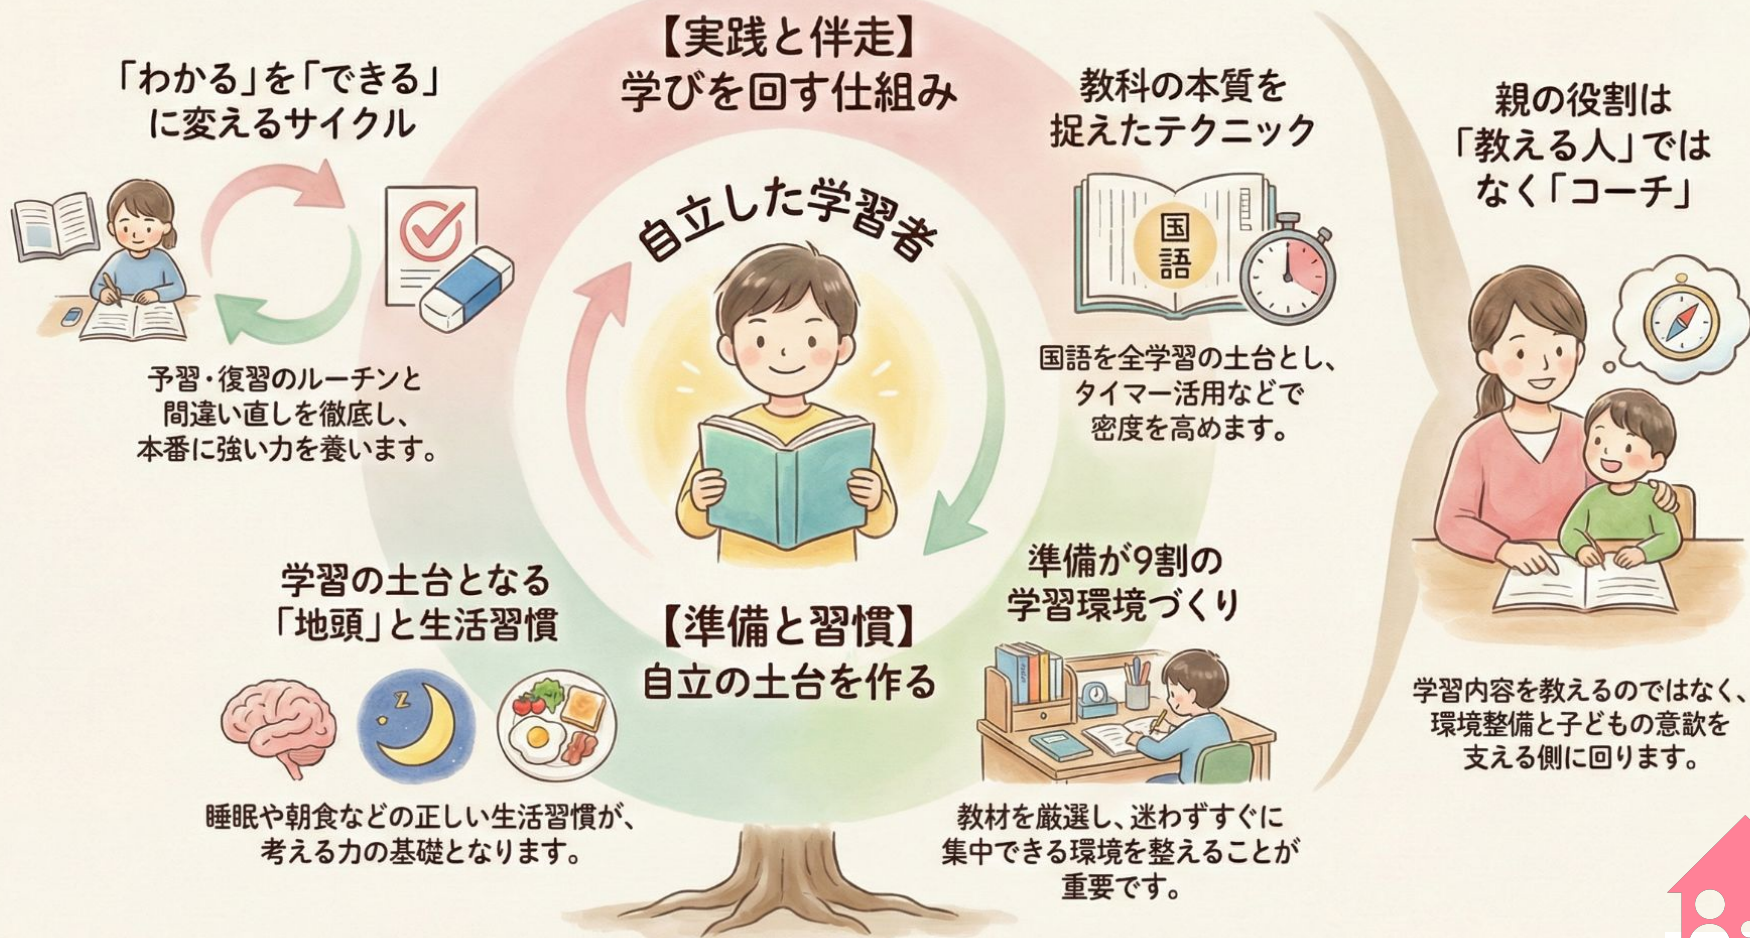 【実践と伴走】
学びを回す仕組み
「わかる」を「できる」
に変えるサイクル
予習・復習のルーチンと
間違い直しを徹底し、
本番に強い力を養います。
自立した学習者
教科の本質を
捉えたテクニック
国
語
国語を全学習の土台とし、
タイマー活用などで
密度を高めます。
学習の土台となる
「地頭」と生活習慣
Z
睡眠や朝食などの正しい生活習慣が、
考える力の基礎となります。
【準備と習慣】
自立の土台を作る
準備が9割の
学習環境づくり
教材を厳選し、迷わずすぐに
集中できる環境を整えることが
重要です。
親の役割は
「教える人」では
なく「コーチ」
学習内容を教えるのではなく、
環境整備と子どもの意歓を
支える側に回ります。